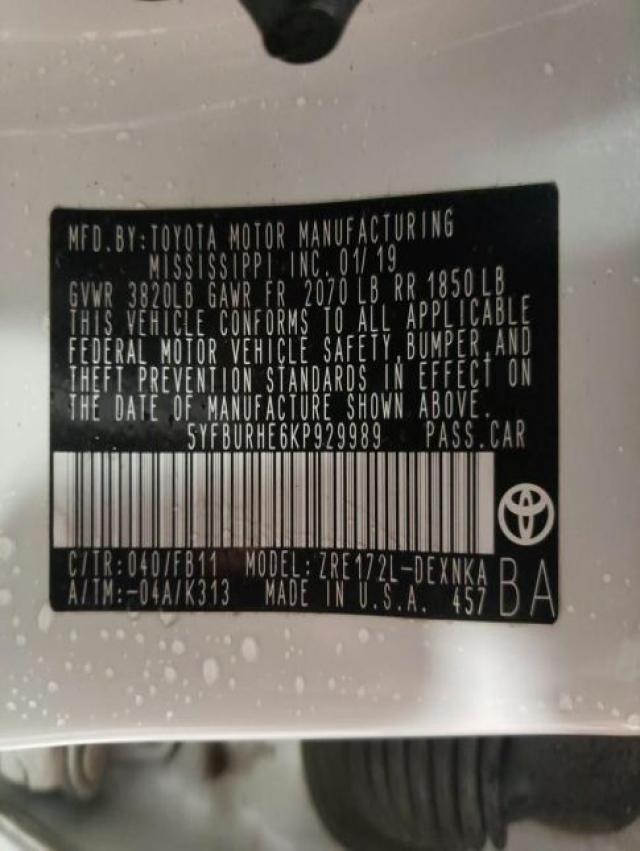 MFD.BY:TOYOTA MOTOR MANUFACTURING
MISSISSIPPI INC. 01/19
GVWR 3820LB GAWR FR 2070 LB RR 1850 LB
THIS VEHICLE CONFORMS TO ALL APPLICABLE
FEDERAL MOTOR VEHICLE SAFETY,BUMPER,AND
THEFT PREVENTION STANDARDS IN EFFECT ON
THE DATE OF MANUFACTURE SHOWN ABOVE.
5YFBURHE6KP929989 PASS.CAR
C/TR:040/FB11 MODEL:ZRE172L-DEXNKA
A/TM:-04A/K313 MADE IN U.S.A. 457 BA